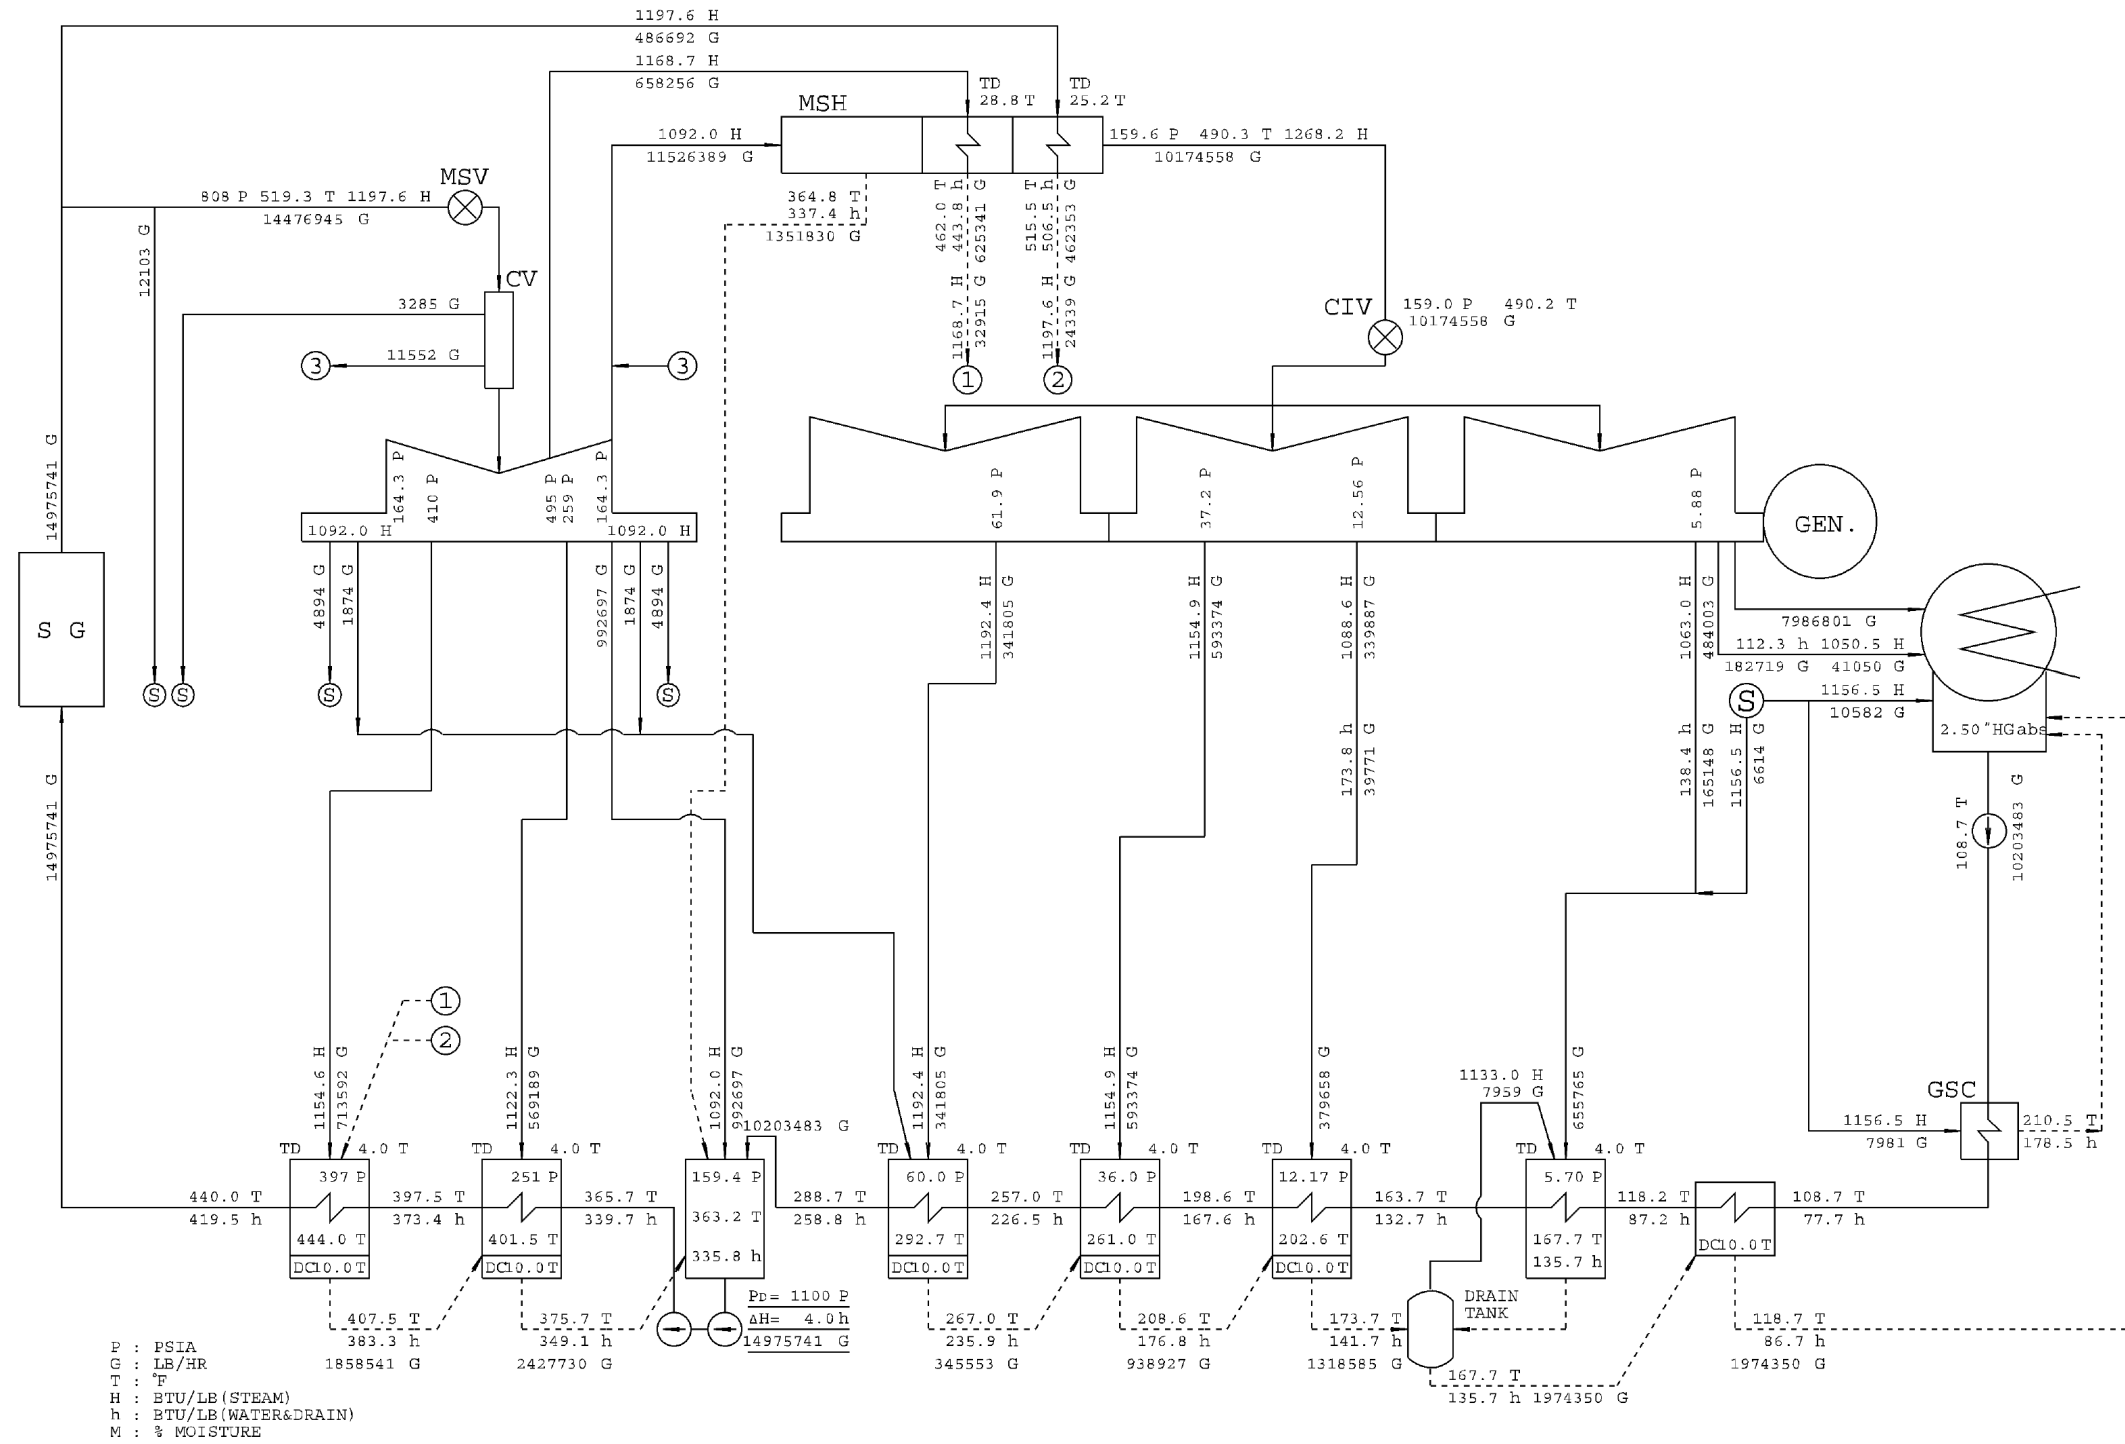 1197.6 H
486692 G
1168.7 H
658256 G
TD
28.8 T
TD
25.2 T
MSH
1092.0 H
11526389 G
159.6 P 490.3 T 1268.2 H
10174558 G
MSV
808 P 519.3 T 1197.6 H
14476945 G
364.8 T
337.4 h
1351830 G
462.0 T
443.8 h
625341 G
515.5 T
506.5 h
462353 G
12103 G
CV
3285 G
11552 G
3
3
1168.7 H
32915 G
1197.6 H
24339 G
1
2
CIV
159.0 P 490.2 T
10174558 G
14975741 G
164.3 P
410 P
495 P
259 P
164.3 P
1092.0 H
1092.0 H
61.9 P
37.2 P
12.56 P
5.88 P
GEN.
S G
4894 G
1874 G
992697 G
1874 G
4894 G
1192.4 H
341805 G
1154.9 H
593374 G
1088.6 H
339887 G
1063.0 H
484003 G
7986801 G
112.3 h 1050.5 H
182719 G 41050 G
S
S
S
S
S
1156.5 H
10582 G
2.50 "HGabs
173.8 h
39771 G
138.4 h
165148 G
1156.5 H
6614 G
14975741 G
108.7 T
10203483 G
1
2
1154.6 H
713592 G
1122.3 H
569189 G
1092.0 H
992697 G
10203483 G
1192.4 H
341805 G
1154.9 H
593374 G
379658 G
1133.0 H
7959 G
655765 G
GSC
1156.5 H
7981 G
210.5 T
178.5 h
TD 4.0 T
TD 4.0 T
TD 4.0 T
TD 4.0 T
TD 4.0 T
TD 4.0 T
397 P
251 P
159.4 P
60.0 P
36.0 P
12.17 P
5.70 P
440.0 T
419.5 h
397.5 T
373.4 h
365.7 T
339.7 h
363.2 T
288.7 T
258.8 h
257.0 T
226.5 h
198.6 T
167.6 h
163.7 T
132.7 h
118.2 T
87.2 h
108.7 T
77.7 h
444.0 T
401.5 T
335.8 h
292.7 T
261.0 T
202.6 T
167.7 T
135.7 h
DC10.0T
DC10.0T
DC10.0T
DC10.0T
DC10.0T
DC10.0T
407.5 T
383.3 h
1858541 G
375.7 T
349.1 h
2427730 G
PD= 1100 P
ΔH= 4.0h
14975741 G
267.0 T
235.9 h
345553 G
208.6 T
176.8 h
938927 G
173.7 T
141.7 h
1318585 G
DRAIN
TANK
167.7 T
135.7 h 1974350 G
118.7 T
86.7 h
1974350 G
P : PSIA
G : LB/HR
T : °F
H : BTU/LB(STEAM)
h : BTU/LB(WATER&DRAIN)
M : % MOISTURE